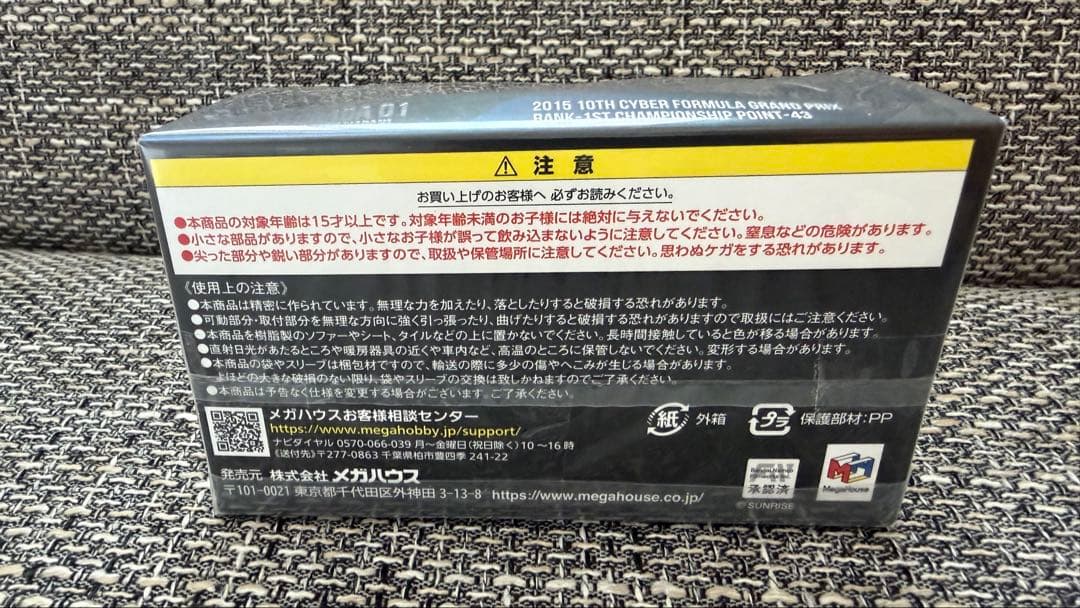 01
2015 10TH CYBER FORMULA GRAND PRIX
RANK-1ST CHAMPIONSHIP POINT-43
注意
お買い上げのお客様へ 必ずお読みください。
●本商品の対象年齢は15才以上です。対象年齢未満のお子様には絶対に与えないでください。
●小さな部品がありますので、小さなお子様が誤って飲み込まないように注意してください。窒息などの危険があります。
●尖った部分や鋭い部分がありますので、取扱や保管場所に注意してください。思わぬケガをする恐れがあります。
《使用上の注意》
●本商品は精密に作られています。無理な力を加えたり、落としたりすると破損する恐れがあります。
●可動部分・取付部分を無理な方向に強く引っ張ったり、曲げたりすると破損する恐れがありますので取扱にはご注意ください。
●本商品を樹脂製のソファーやシート、タイルなどの上に置かないでください。長時間接触していると色が移る場合があります。
●直射日光があたるところや暖房器具の近くや車内など、高温のところに保管しないでください。変形する場合があります。
●本商品の袋やスリーブは梱包材ですので、輸送の際に多少の傷やへこみが生じる場合があります。
よほどの大きな破損のない限り、袋やスリーブの交換は致しかねますのでご了承ください。
●本商品は予告なく仕様を変更する場合がございます。ご了承ください。
メガハウスお客様相談センター
https://www.megahobby.jp/support/
ナビダイヤル 0570-066-039 月〜金曜日(祝日除く)10〜16時
《送付先》〒277-0863 千葉県柏市豊四季 241-22
紙 外箱
プラ 保護部材:PP
発売元 株式会社 メガハウス
〒101-0021 東京都千代田区外神田 3-13-8 https://www.megahouse.co.jp/
承認済
MegaHouse
© SUNRISE